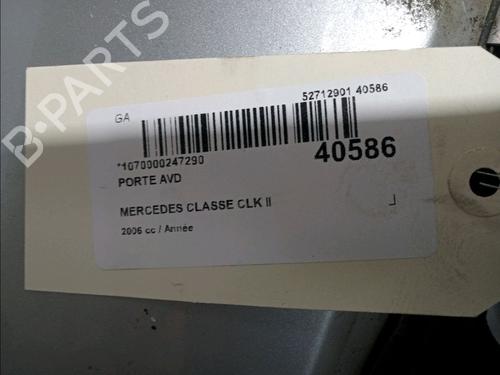 B-PARTS
GA
52712901 40586
*1070000247290
40586
PORTE AVD
MERCEDES CLASSE CLK II
2006 cc / Année